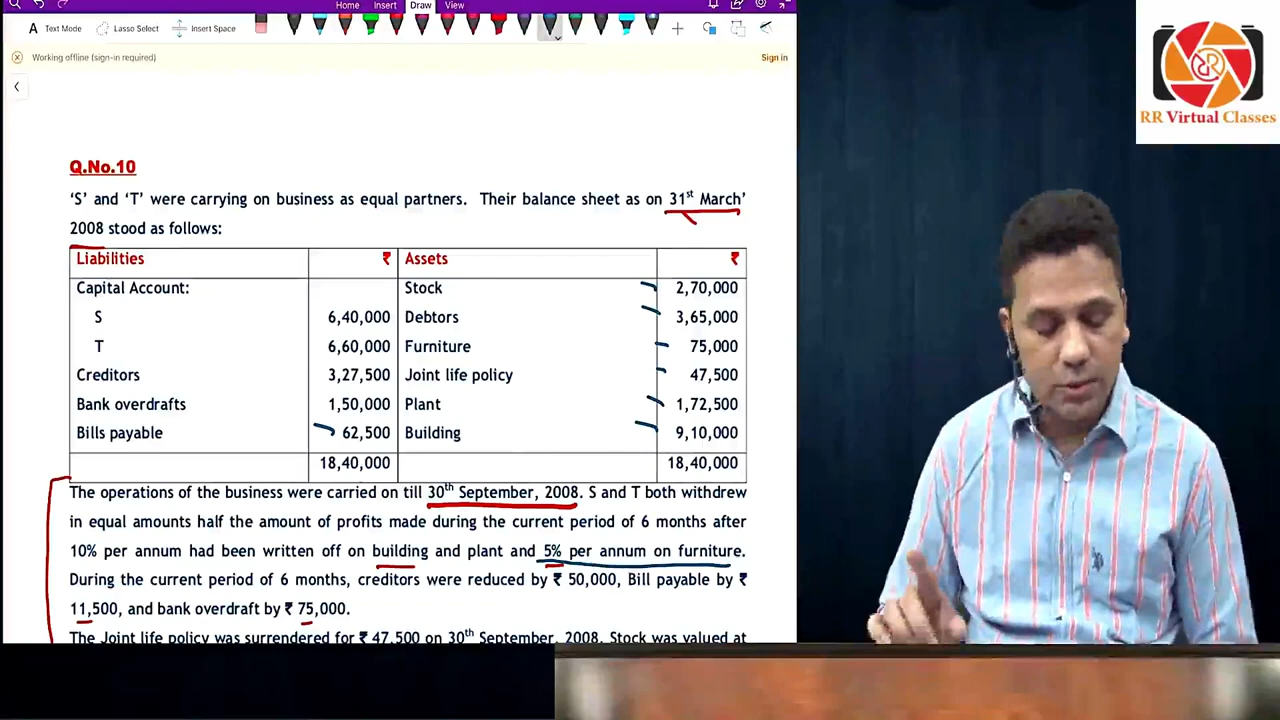 Home Insert Draw View
Text Mode Lasso Select Insert Space
Working offline (sign-in required) Sign in
RR Virtual Classes
Q.No.10
‘S’ and ‘T’ were carrying on business as equal partners. Their balance sheet as on 31st March’
2008 stood as follows:
Liabilities ₹ Assets ₹
Capital Account: Stock 2,70,000
S 6,40,000 Debtors 3,65,000
T 6,60,000 Furniture 75,000
Creditors 3,27,500 Joint life policy 47,500
Bank overdrafts 1,50,000 Plant 1,72,500
Bills payable 62,500 Building 9,10,000
18,40,000 18,40,000
The operations of the business were carried on till 30th September, 2008. S and T both withdrew
in equal amounts half the amount of profits made during the current period of 6 months after
10% per annum had been written off on building and plant and 5% per annum on furniture.
During the current period of 6 months, creditors were reduced by ₹ 50,000, Bill payable by ₹
11,500, and bank overdraft by ₹ 75,000.
The Joint life policy was surrendered for ₹ 47,500 on 30th September, 2008. Stock was valued at